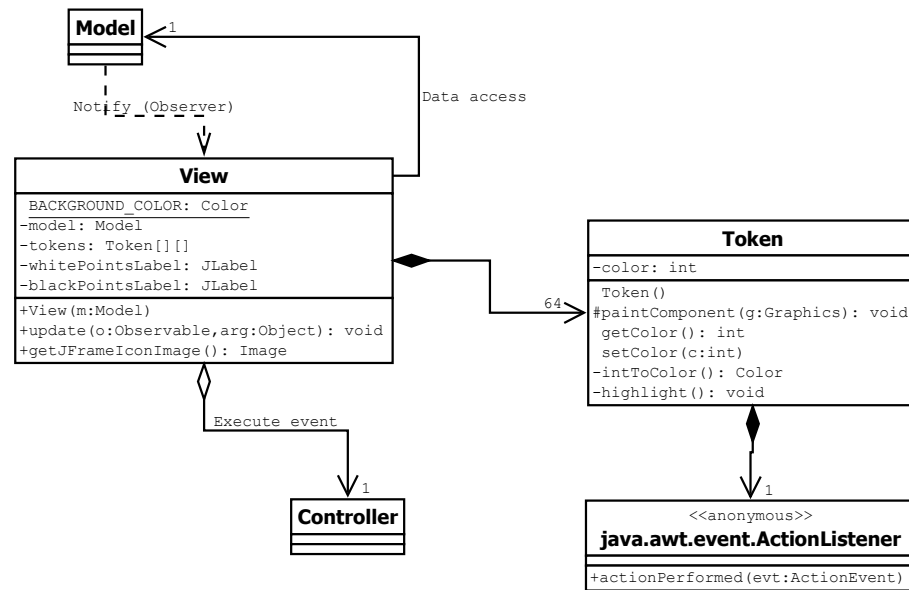 Model
1
Data access
Notify (Observer)
View
BACKGROUND_COLOR: Color
-model: Model
-tokens: Token[][]
-whitePointsLabel: JLabel
-blackPointsLabel: JLabel
+View(m:Model)
+update(o:Observable,arg:Object): void
+getJFrameIconImage(): Image
64
Token
-color: int
Token()
#paintComponent(g:Graphics): void
getColor(): int
setColor(c:int)
-intToColor(): Color
-highlight(): void
Execute event
1
Controller
1
<<anonymous>>
java.awt.event.ActionListener
+actionPerformed(evt:ActionEvent)